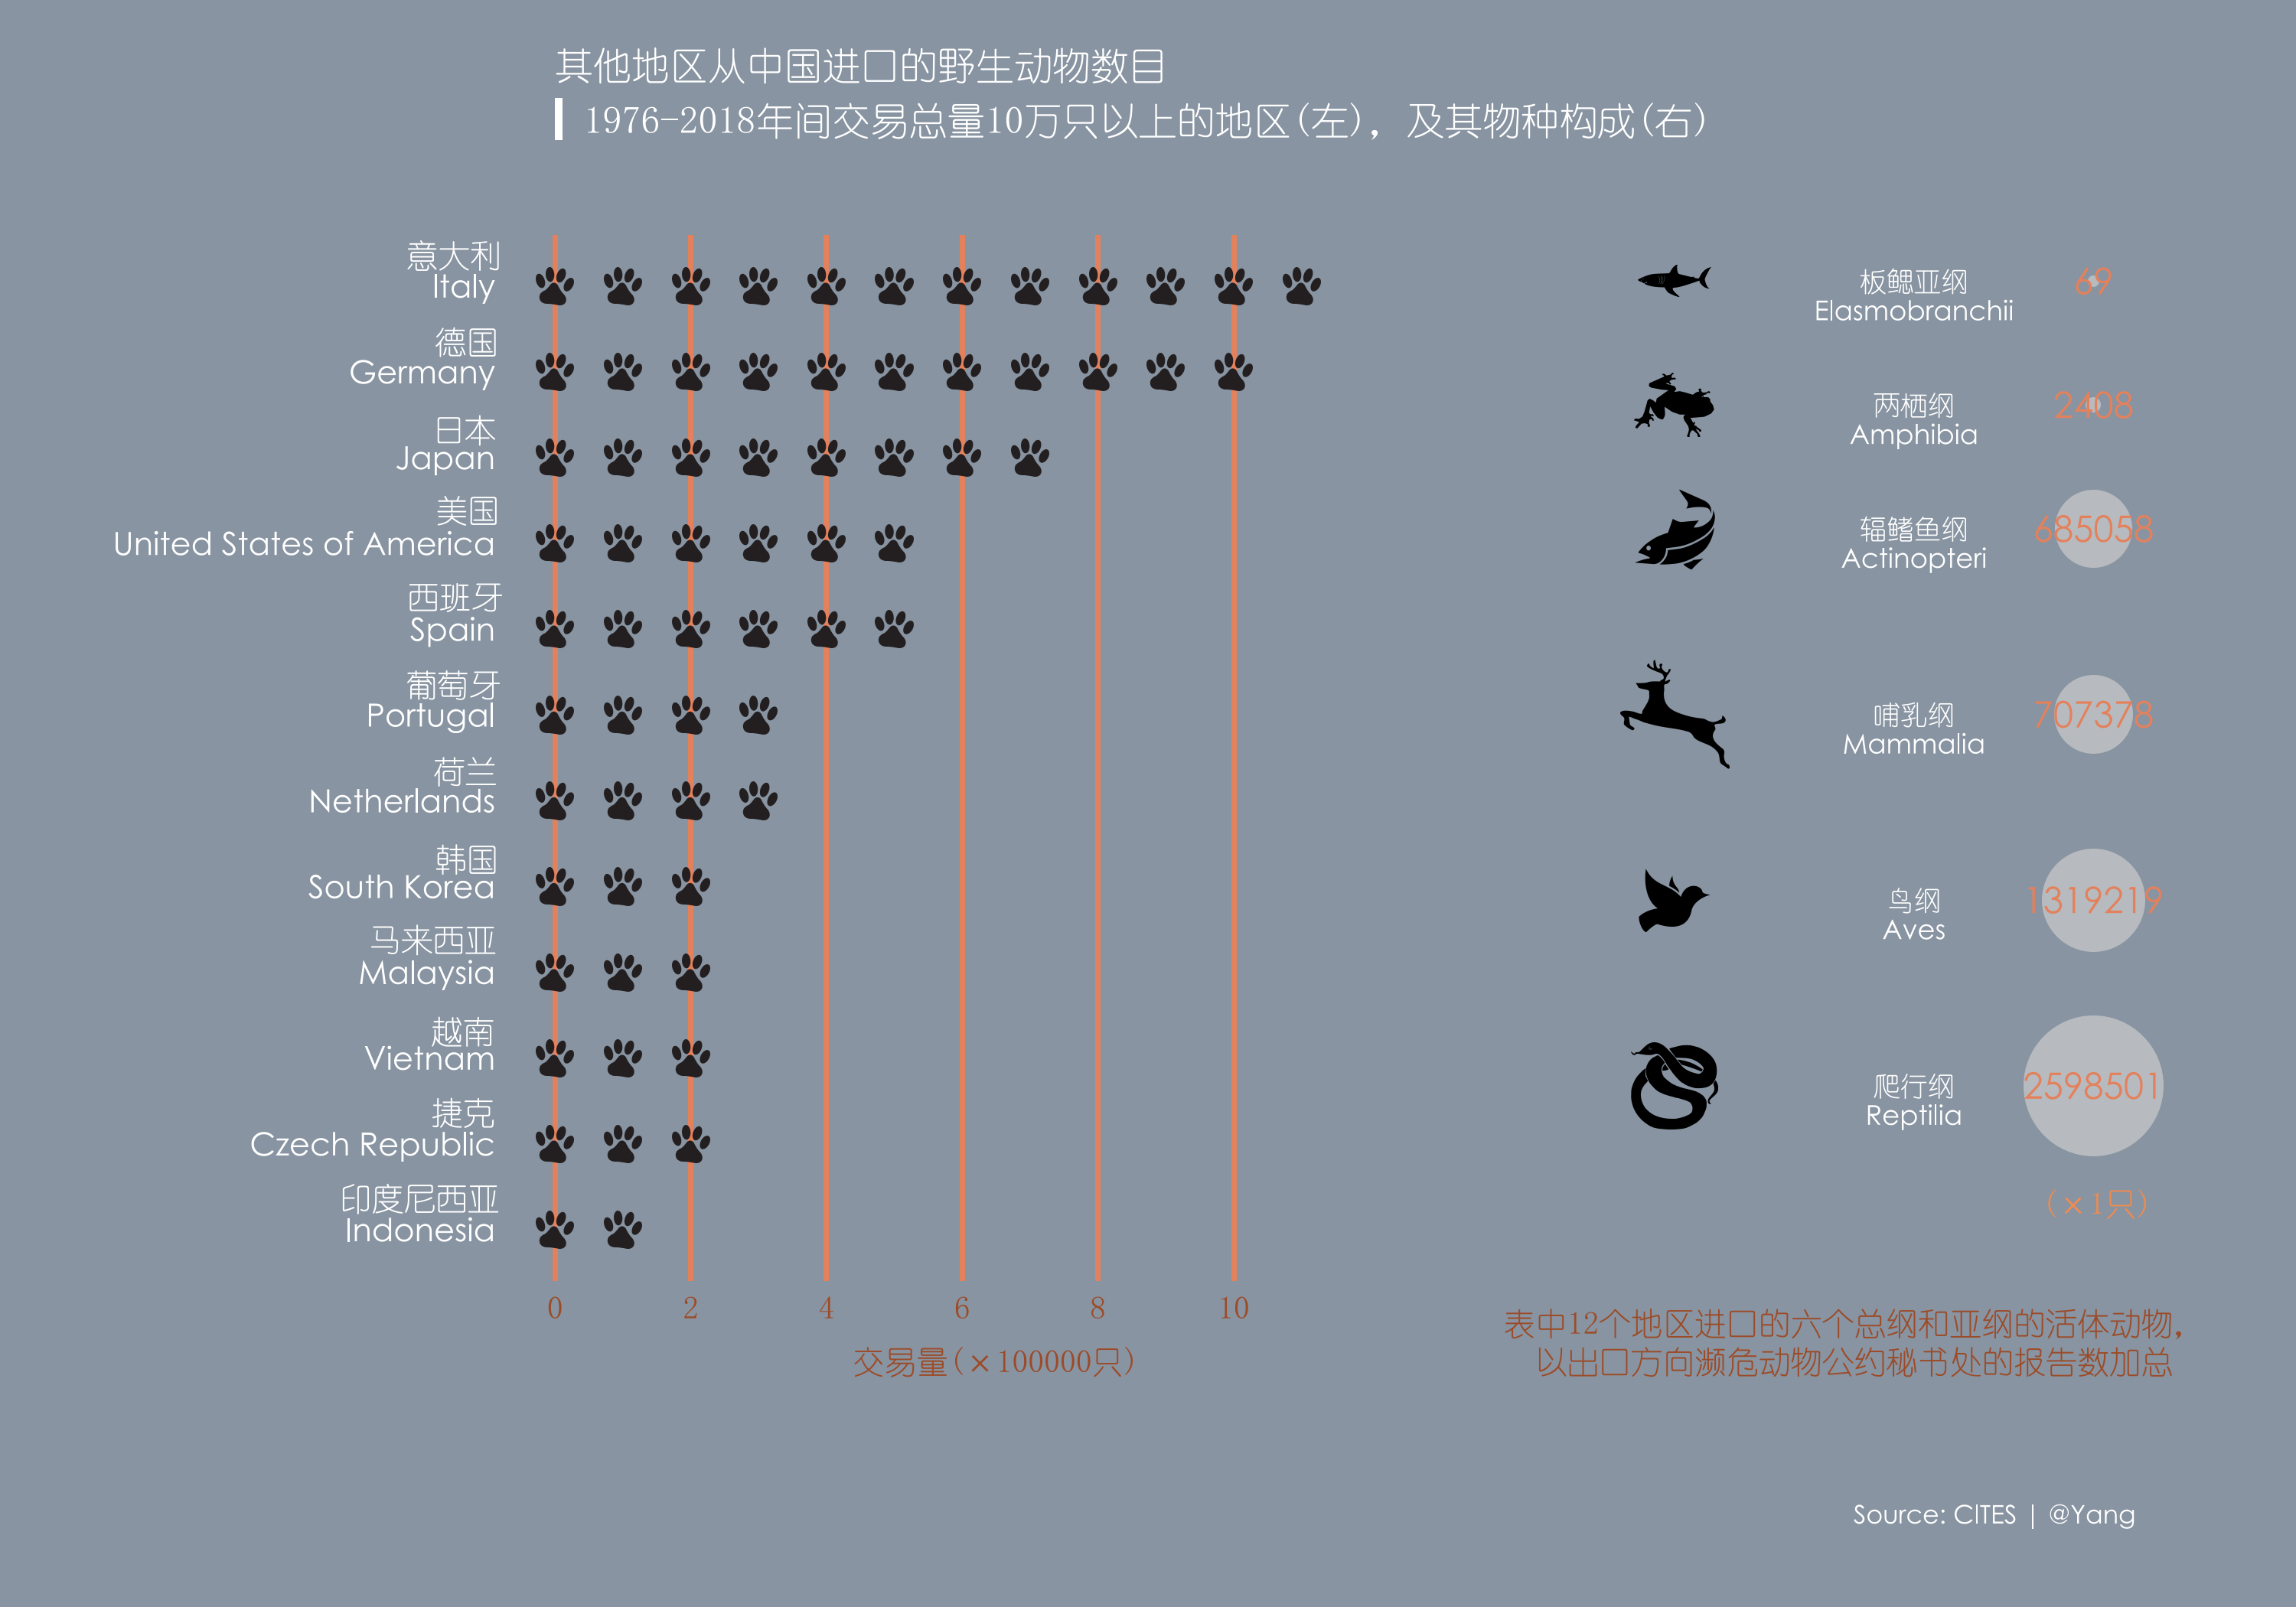 其他地区从中国进口的野生动物数目
1976-2018年间交易总量10万只以上的地区(左)，及其物种构成(右)
意大利
Italy
德国
Germany
日本
Japan
美国
United States of America
西班牙
Spain
葡萄牙
Portugal
荷兰
Netherlands
韩国
South Korea
马来西亚
Malaysia
越南
Vietnam
捷克
Czech Republic
印度尼西亚
Indonesia
0 2 4 6 8 10
交易量(×100000只)
板鳃亚纲
Elasmobranchii
69
两栖纲
Amphibia
2408
辐鳍鱼纲
Actinopteri
685058
哺乳纲
Mammalia
707378
鸟纲
Aves
1319219
爬行纲
Reptilia
2598501
(×1只)
表中12个地区进口的六个总纲和亚纲的活体动物，
以出口方向濒危动物公约秘书处的报告数加总
Source: CITES | @Yang